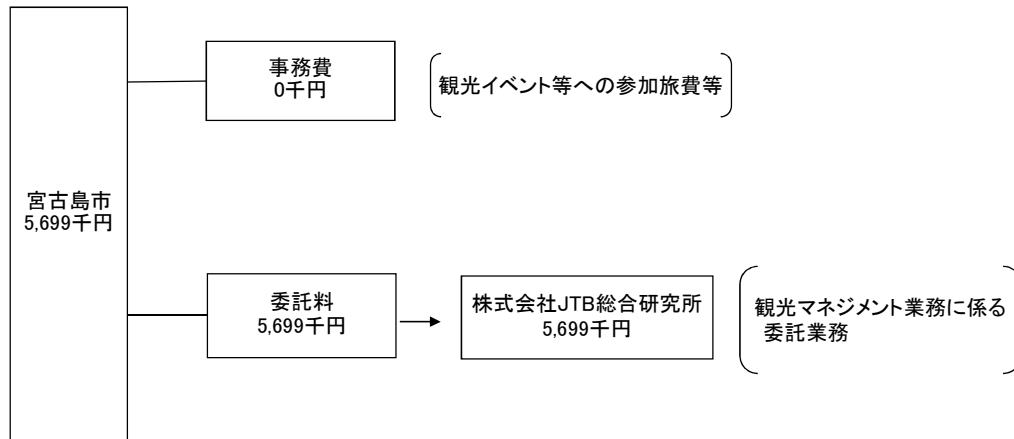 事務費
0千円
観光イベント等への参加旅費等
宮古島市
5,699千円
委託料
5,699千円
株式会社JTB総合研究所
5,699千円
観光マネジメント業務に係る
委託業務